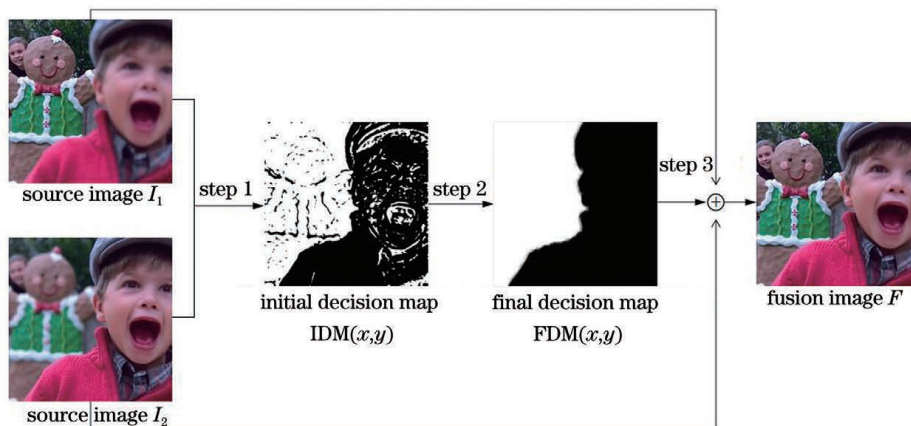 source image I₁
step 1
step 2
step 3
initial decision map
IDM(x,y)
final decision map
FDM(x,y)
fusion image F
source image I₂